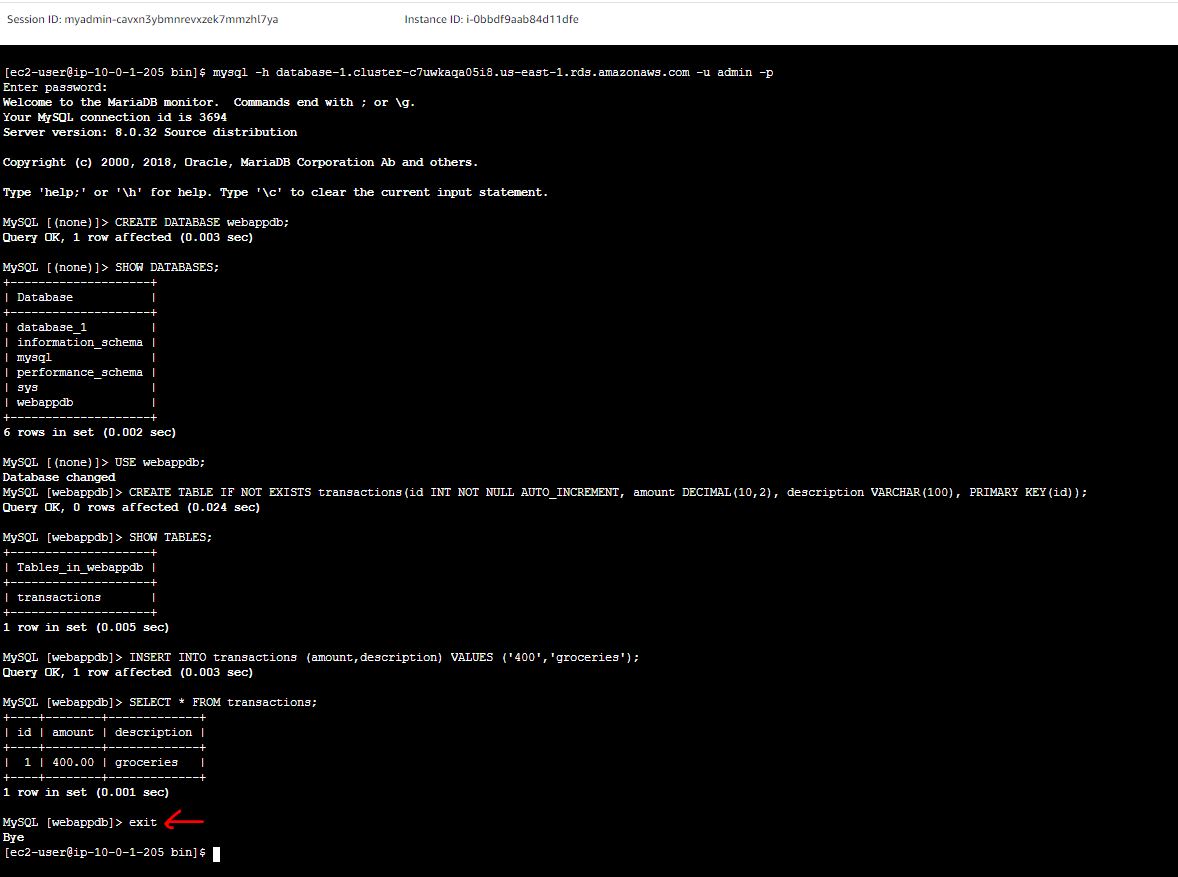 Session ID: myadmin-cavxn3ybmnrevxzek7mmzhl7ya Instance ID: i-0bbdf9aab84d11dfe
[ec2-user@ip-10-0-1-205 bin]$ mysql -h database-1.cluster-c7uwkaqa05i8.us-east-1.rds.amazonaws.com -u admin -p
Enter password:
Welcome to the MariaDB monitor.  Commands end with ; or \g.
Your MySQL connection id is 3694
Server version: 8.0.32 Source distribution
Copyright (c) 2000, 2018, Oracle, MariaDB Corporation Ab and others.
Type 'help;' or '\h' for help. Type '\c' to clear the current input statement.
MySQL [(none)]> CREATE DATABASE webappdb;
Query OK, 1 row affected (0.003 sec)
MySQL [(none)]> SHOW DATABASES;
+--------------------+
| Database           |
+--------------------+
| database_1         |
| information_schema |
| mysql              |
| performance_schema |
| sys                |
| webappdb           |
+--------------------+
6 rows in set (0.002 sec)
MySQL [(none)]> USE webappdb;
Database changed
MySQL [webappdb]> CREATE TABLE IF NOT EXISTS transactions(id INT NOT NULL AUTO_INCREMENT, amount DECIMAL(10,2), description VARCHAR(100), PRIMARY KEY(id));
Query OK, 0 rows affected (0.024 sec)
MySQL [webappdb]> SHOW TABLES;
+--------------------+
| Tables_in_webappdb |
+--------------------+
| transactions       |
+--------------------+
1 row in set (0.005 sec)
MySQL [webappdb]> INSERT INTO transactions (amount,description) VALUES ('400','groceries');
Query OK, 1 row affected (0.003 sec)
MySQL [webappdb]> SELECT * FROM transactions;
+----+--------+-------------+
| id | amount | description |
+----+--------+-------------+
|  1 | 400.00 | groceries   |
+----+--------+-------------+
1 row in set (0.001 sec)
MySQL [webappdb]> exit
Bye
[ec2-user@ip-10-0-1-205 bin]$